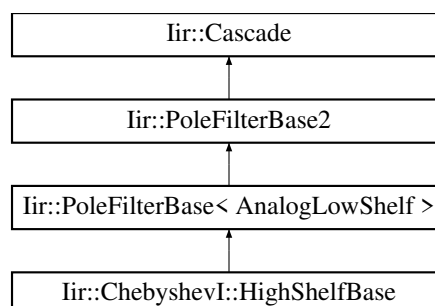 Iir::Cascade
Iir::PoleFilterBase2
Iir::PoleFilterBase< AnalogLowShelf >
Iir::ChebyshevI::HighShelfBase